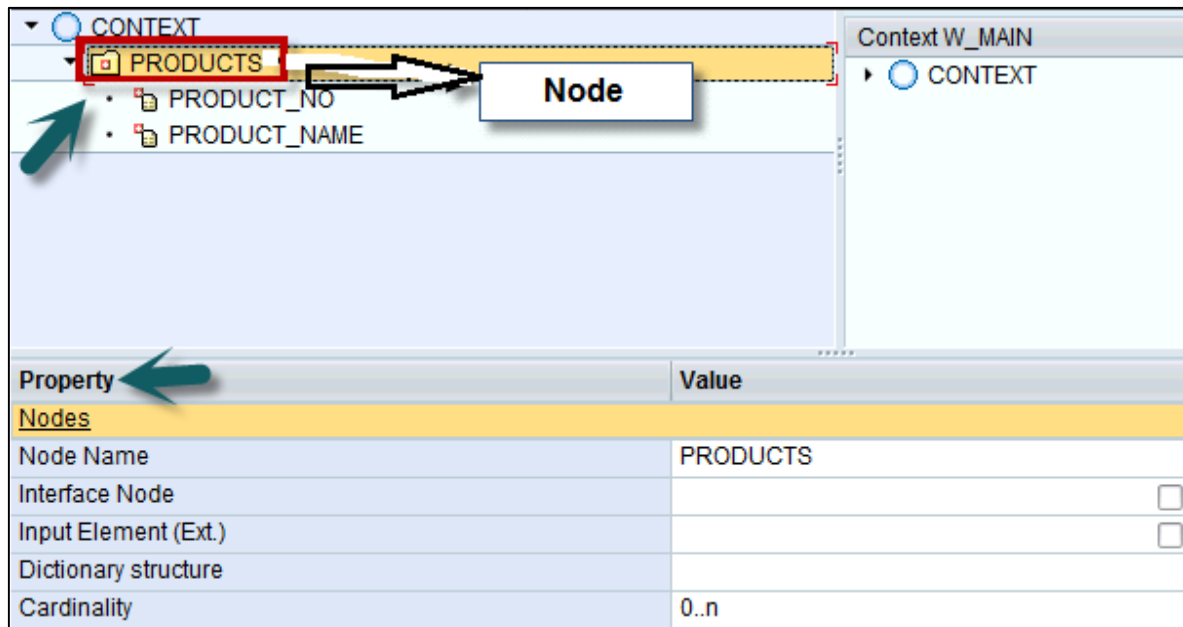 CONTEXT
PRODUCTS
Node
PRODUCT_NO
PRODUCT_NAME
Context W_MAIN
CONTEXT
Property Value
Nodes
Node Name PRODUCTS
Interface Node
Input Element (Ext.)
Dictionary structure
Cardinality 0..n